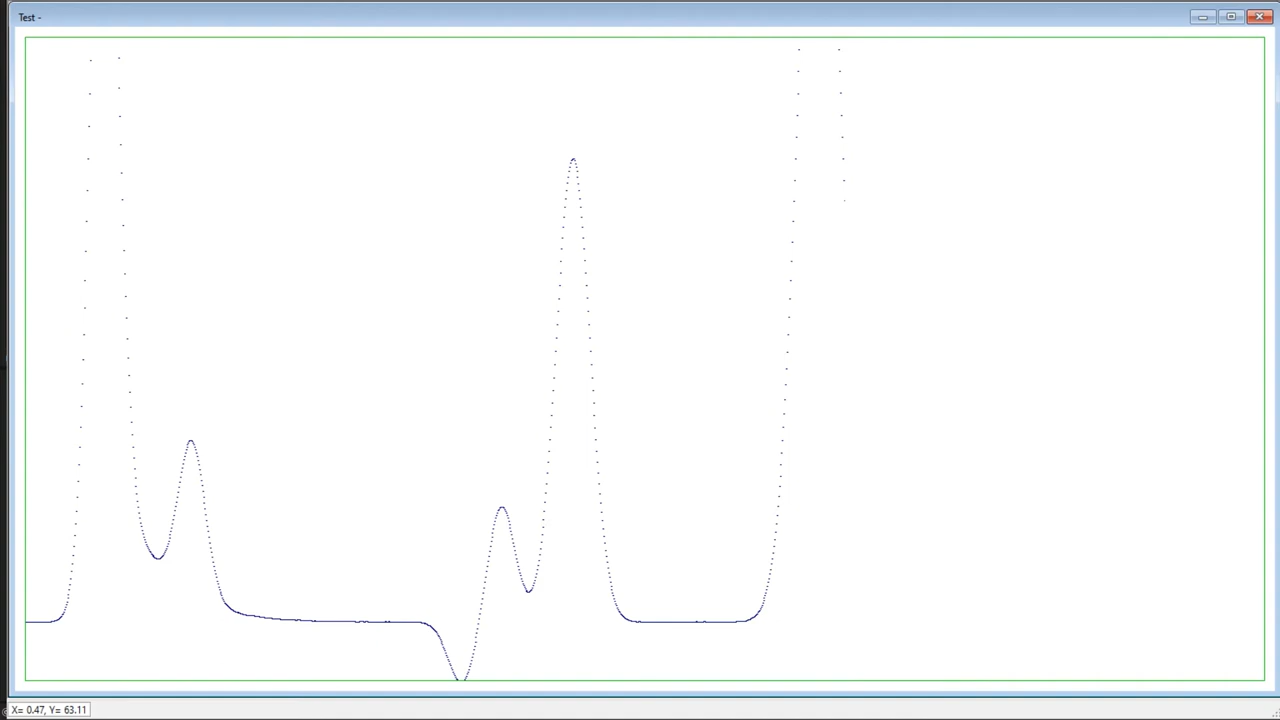 Test -
X= 0.47, Y= 63.11